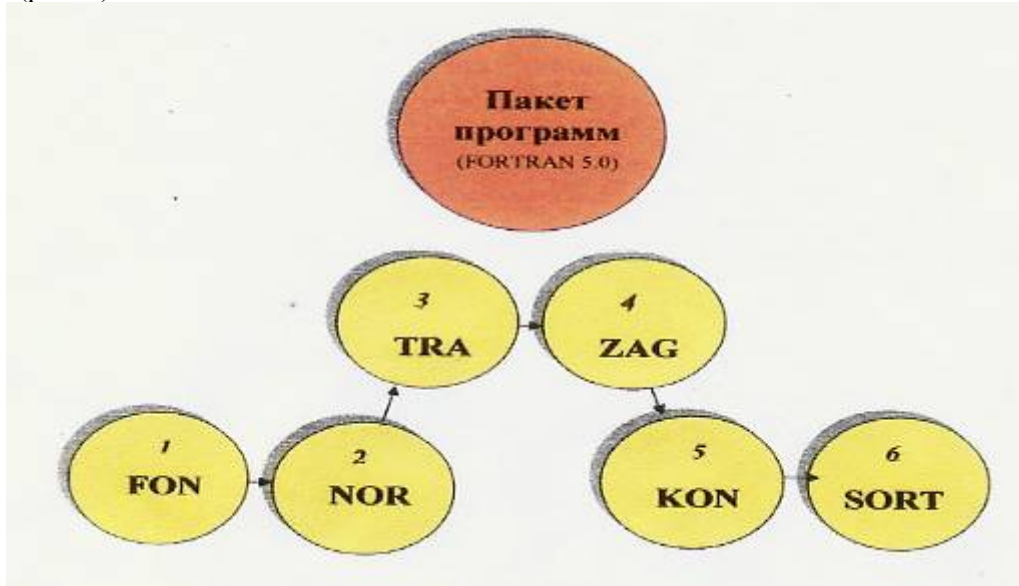 Пакет
программ
(FORTRAN 5.0)
3
TRA
4
ZAG
1
FON
2
NOR
5
KON
6
SORT